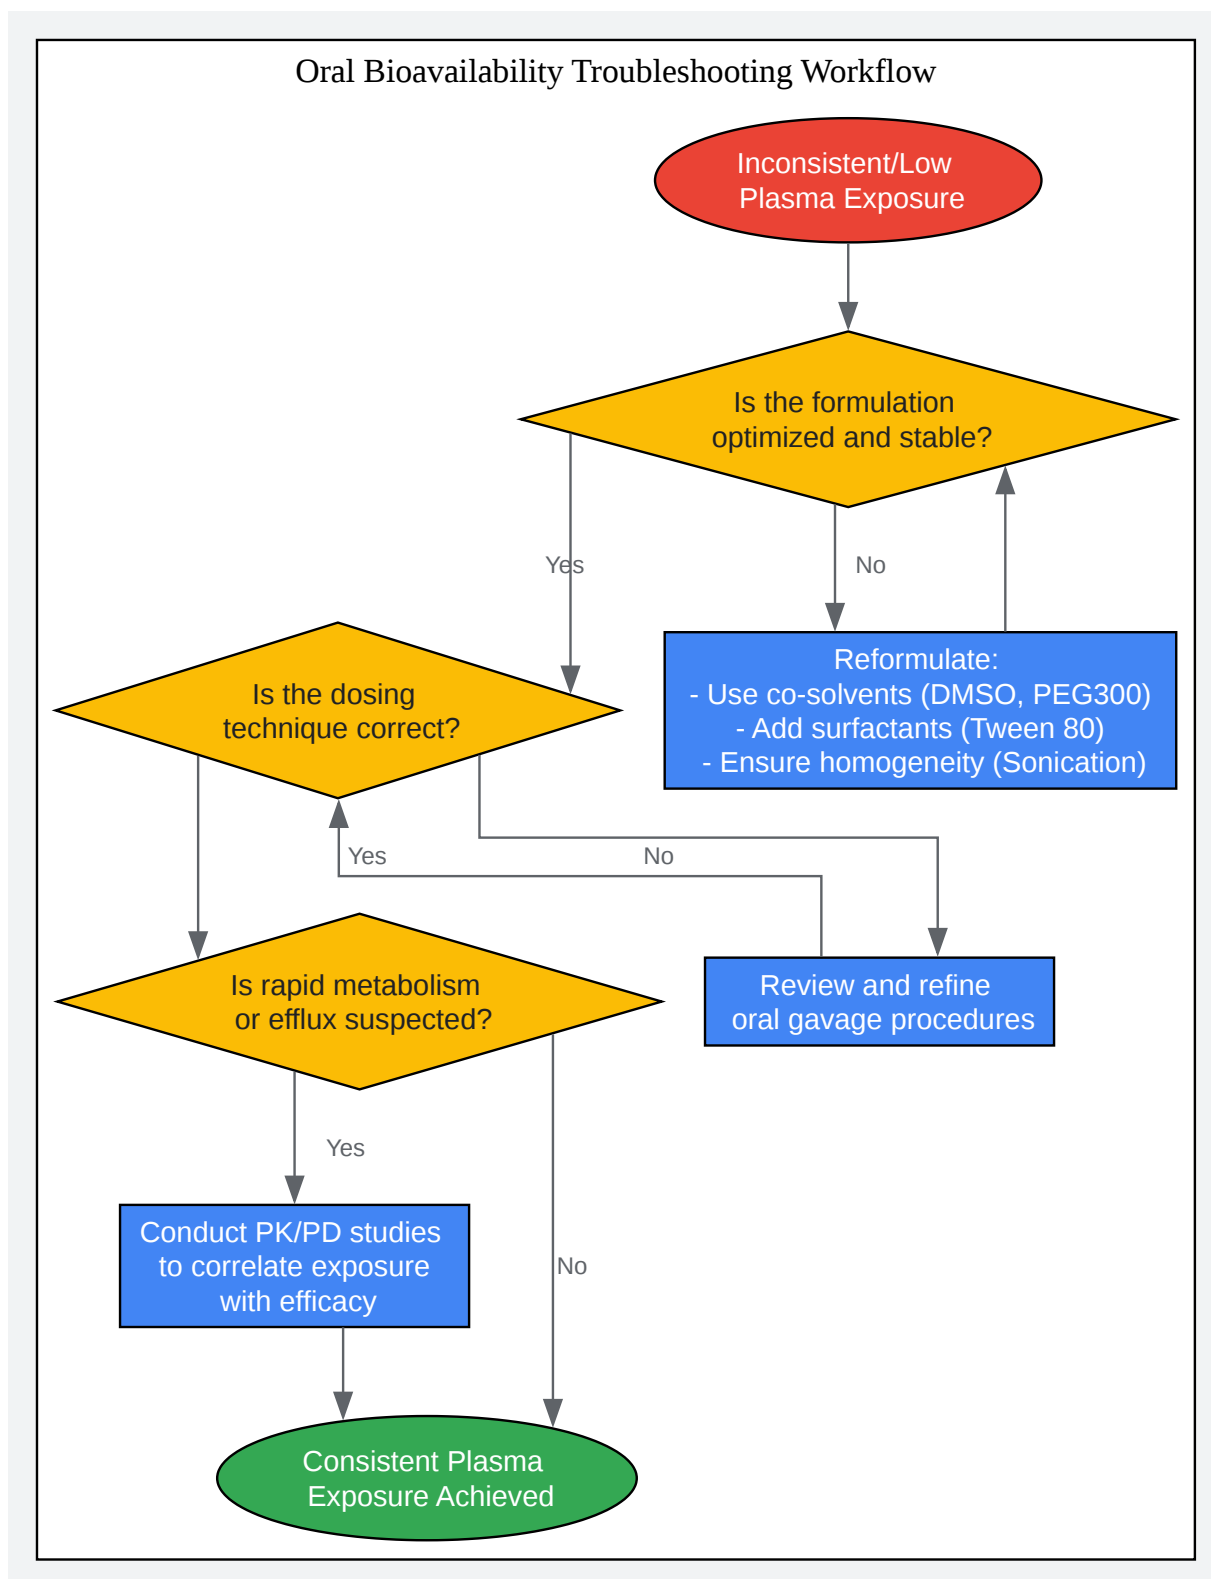 Oral Bioavailability Troubleshooting Workflow
Inconsistent/Low
Plasma Exposure
Is the formulation
optimized and stable?
Yes
No
Reformulate:
- Use co-solvents (DMSO, PEG300)
- Add surfactants (Tween 80)
- Ensure homogeneity (Sonication)
Is the dosing
technique correct?
Yes
No
Review and refine
oral gavage procedures
Is rapid metabolism
or efflux suspected?
Yes
No
Conduct PK/PD studies
to correlate exposure
with efficacy
Consistent Plasma
Exposure Achieved